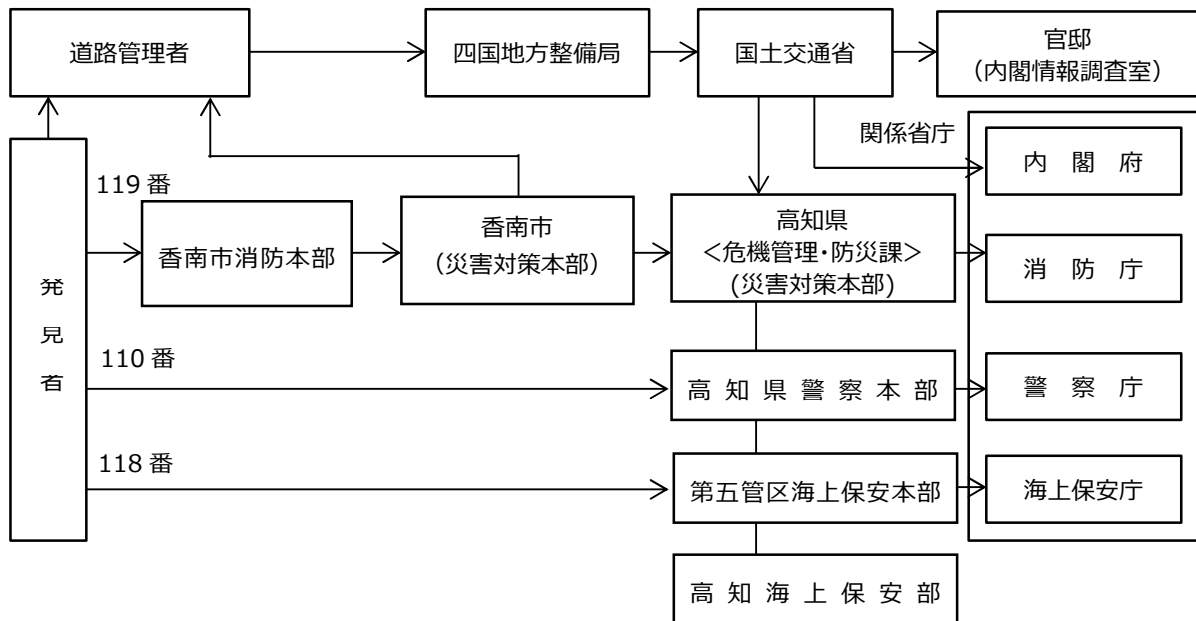 道路管理者
四国地方整備局
国土交通省
官邸
（内閣情報調査室）
関係省庁
内閣府
119 番
香南市消防本部
香南市
（災害対策本部）
高知県
<危機管理・防災課>
(災害対策本部)
消防庁
発見者
110 番
高知県警察本部
警察庁
118 番
第五管区海上保安本部
海上保安庁
高知海上保安部